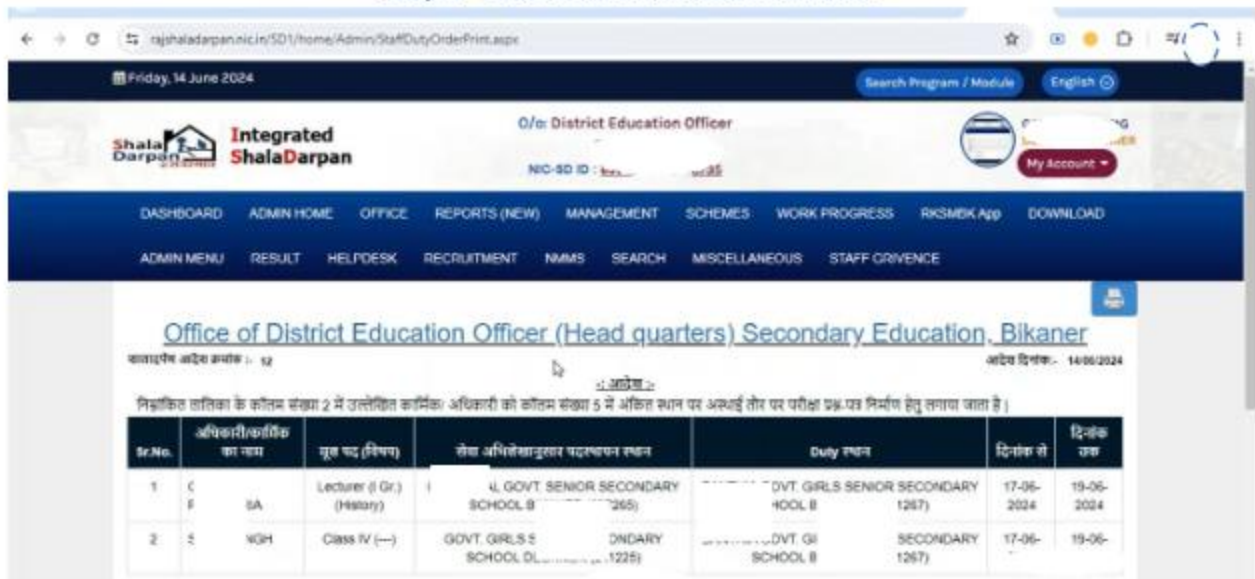 rajshaladarpan.nic.in/SD1/home/Admin/StaffDutyOrderPrint.aspx
Friday, 14 June 2024
Search Program / Module
English
Shala Darpan
Integrated ShalaDarpan
O/o: District Education Officer
NIC-SD ID :
My Account
DASHBOARD ADMIN HOME OFFICE REPORTS (NEW) MANAGEMENT SCHEMES WORK PROGRESS RKSMBK App DOWNLOAD
ADMIN MENU RESULT HELPDESK RECRUITMENT NMMS SEARCH MISCELLANEOUS STAFF GRIVENCE
Office of District Education Officer (Head quarters) Secondary Education, Bikaner
शालादर्पण आदेश क्रमांक :- 12 आदेश दिनांक:- 14/06/2024
-: आदेश :-
निम्नांकित तालिका के कॉलम संख्या 2 में उल्लेखित कार्मिक/ अधिकारी को कॉलम संख्या 5 में अंकित स्थान पर अस्थाई तौर पर परीक्षा प्रश्न-पत्र निर्माण हेतु लगाया जाता है |
Sr.No. अधिकारी/कार्मिक का नाम मूल पद (विषय) सेवा अभिलेखानुसार पदस्थापन स्थान Duty स्थान दिनांक से दिनांक तक
1 Lecturer (I Gr.) GOVT. SENIOR SECONDARY GIRLS SENIOR SECONDARY 17-06- 19-06-
(History) SCHOOL 1267) 2024 2024
2 Class IV (---) GOVT. GIRLS SECONDARY 17-06- 19-06-
SCHOOL SCHOOL 1267)